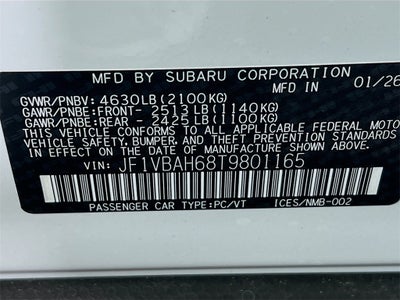 MFD BY SUBARU CORPORATION MFD IN 01/26
GVWR/PNBV: 4630LB(2100KG)
GAWR/PNBE: FRONT- 2513LB(1140KG)
GAWR/PNBE: REAR - 2425LB(1100KG)
THIS VEHICLE CONFORMS TO ALL APPLICABLE FEDERAL MOTOR
VEHICLE SAFETY, BUMPER, AND THEFT PREVENTION STANDARDS
IN EFFECT ON THE DATE OF MANUFACTURE SHOWN ABOVE
VIN: JF1VBAH68T9801165
PASSENGER CAR TYPE:PC/VT ICES/NMB-002